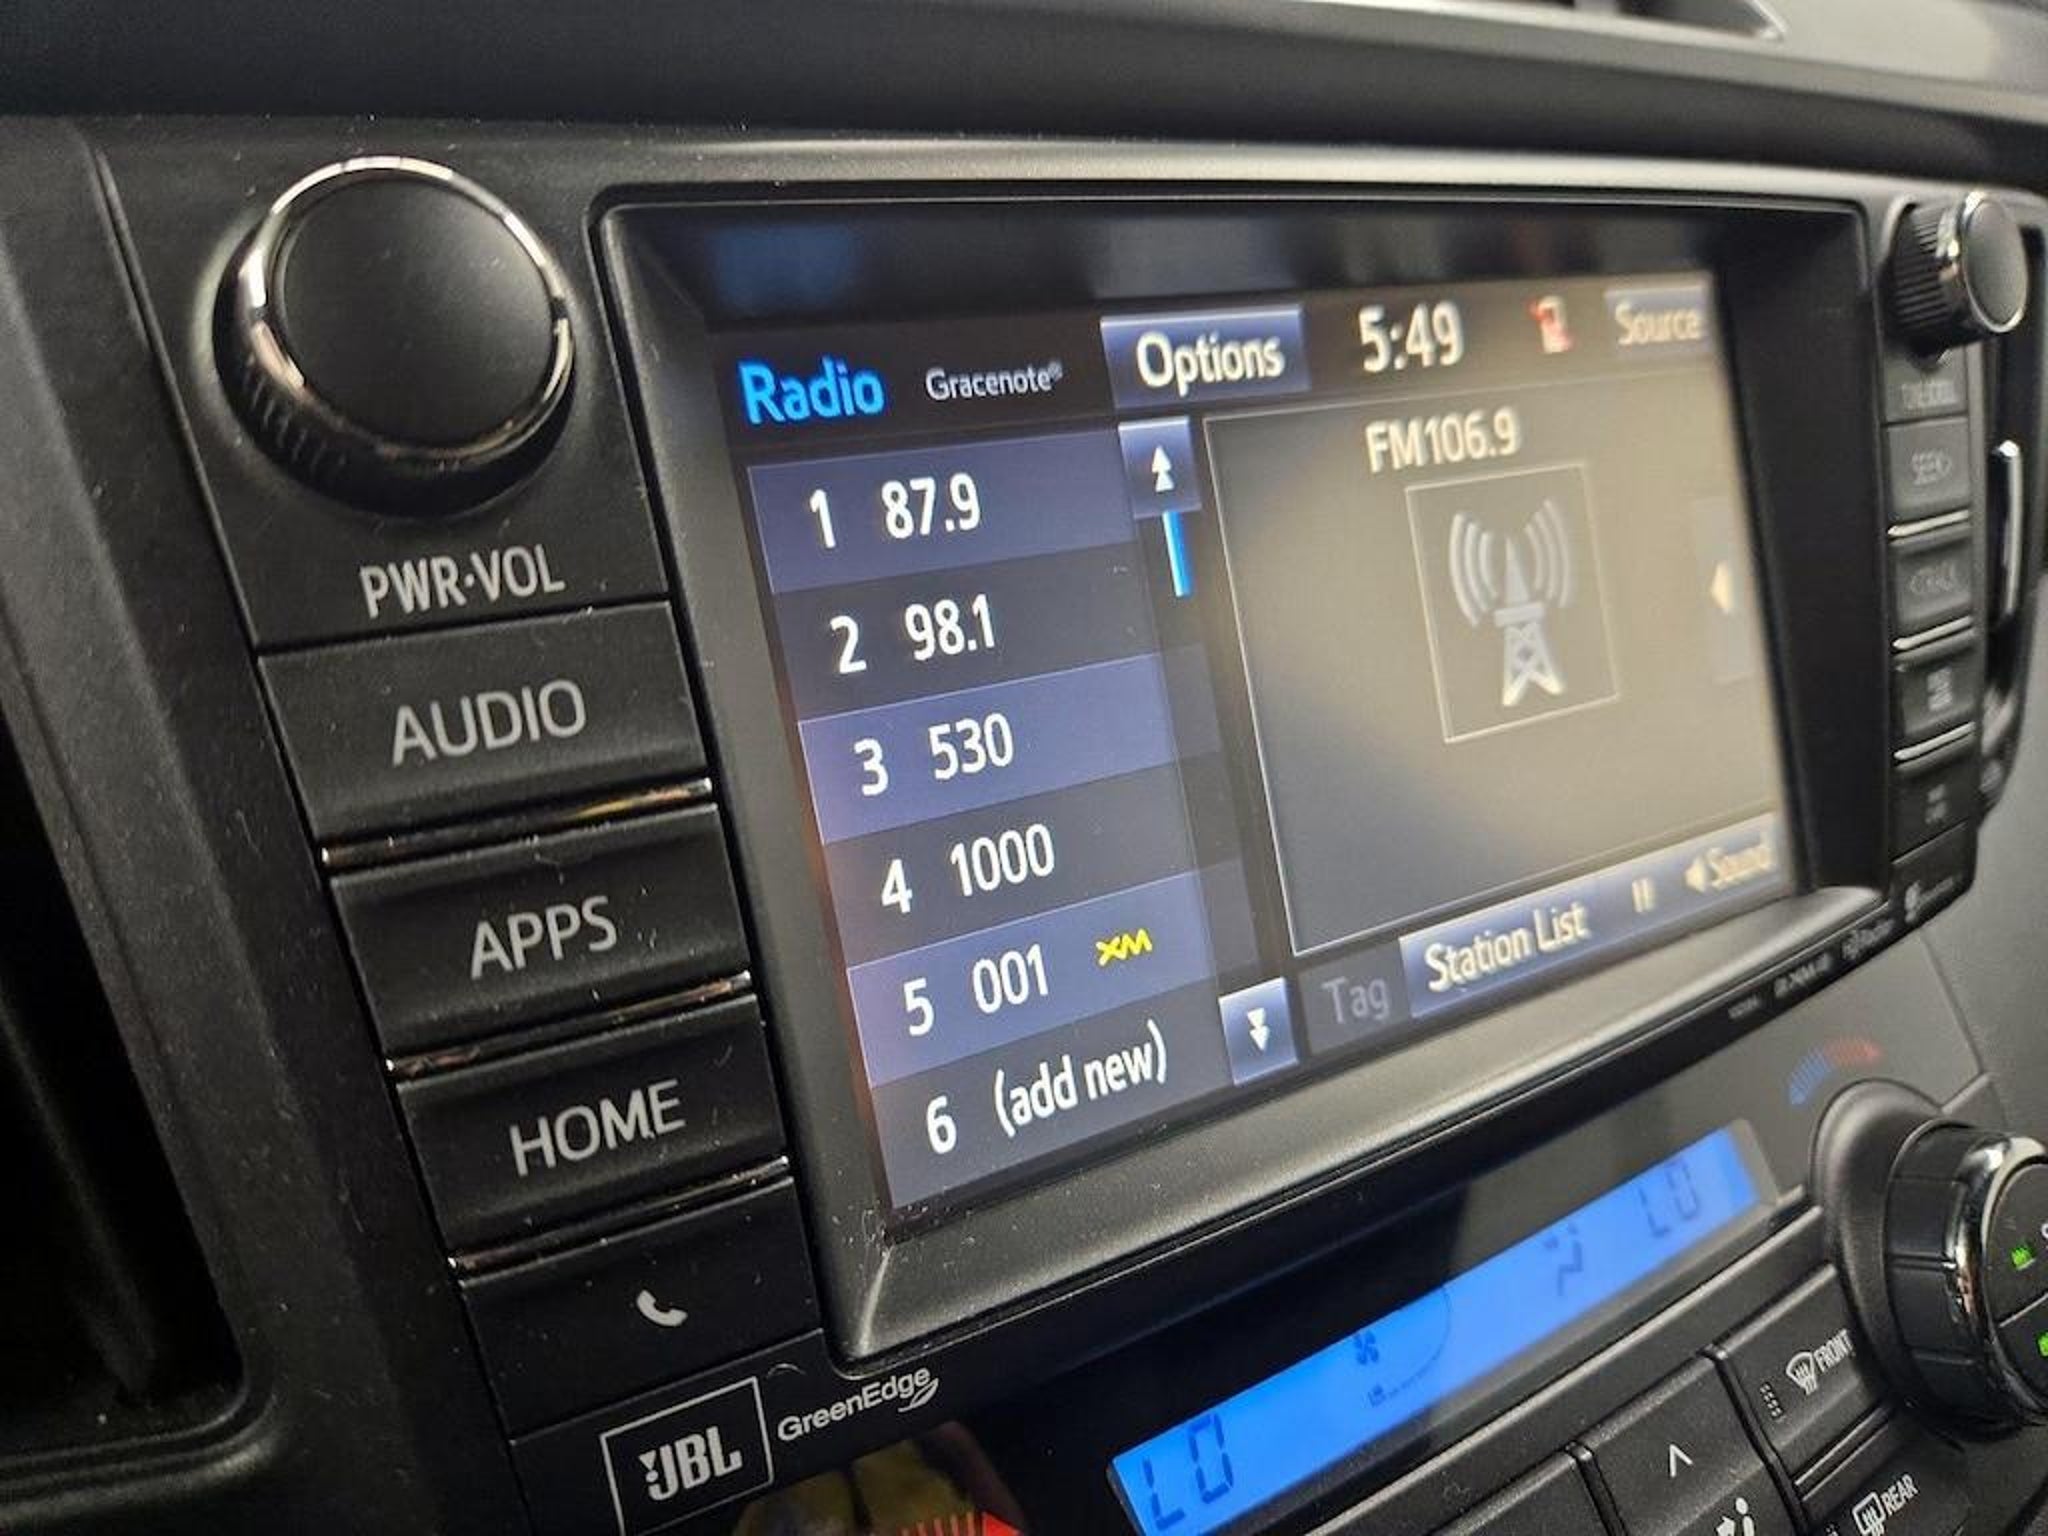 Radio Gracenote® Options 5:49 Source
1 87.9
2 98.1
3 530
4 1000
5 001 XM
6 (add new)
FM106.9
Tag Station List Sound
PWR·VOL
AUDIO
APPS
HOME
JBL GreenEdge
LO
LO
FRONT
REAR